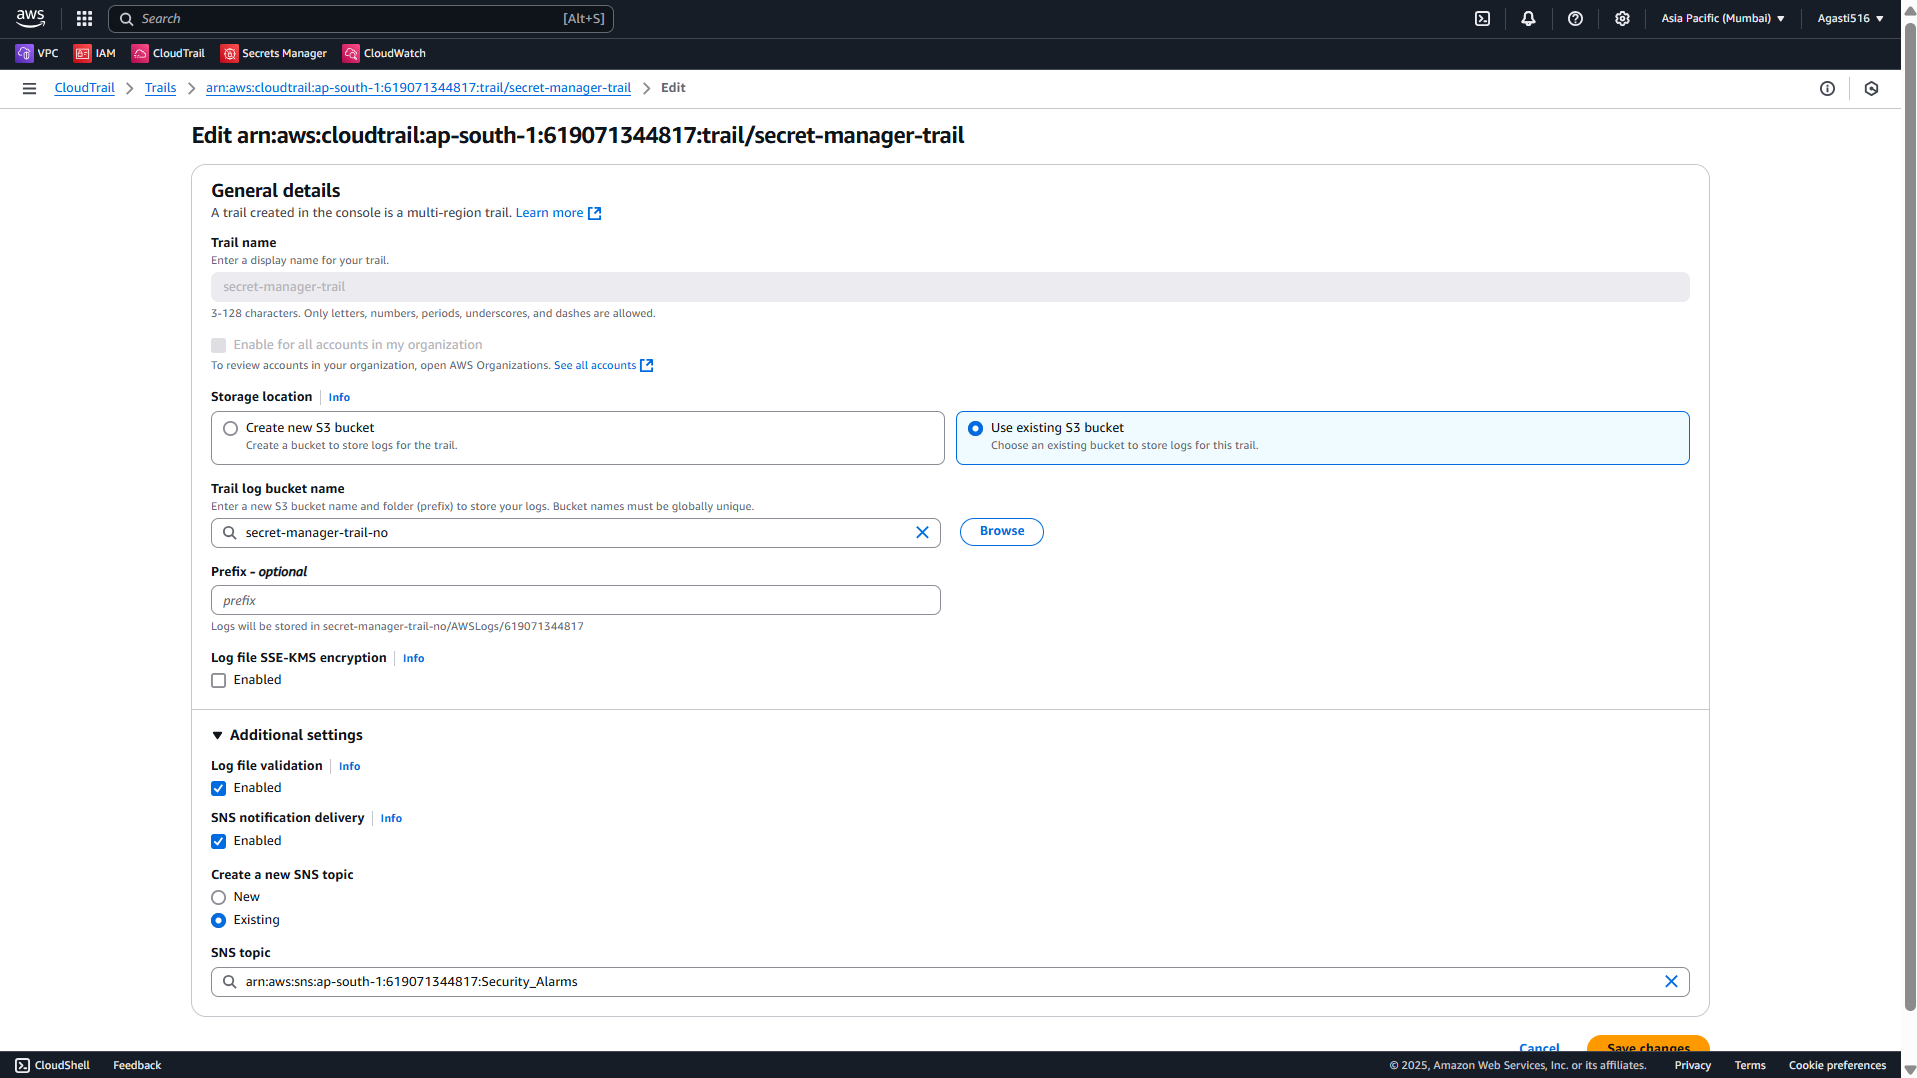 aws
Search [Alt+S]
Asia Pacific (Mumbai) Agasti516
VPC IAM CloudTrail Secrets Manager CloudWatch
CloudTrail Trails arn:aws:cloudtrail:ap-south-1:619071344817:trail/secret-manager-trail Edit
Edit arn:aws:cloudtrail:ap-south-1:619071344817:trail/secret-manager-trail
General details
A trail created in the console is a multi-region trail. Learn more
Trail name
Enter a display name for your trail.
secret-manager-trail
3-128 characters. Only letters, numbers, periods, underscores, and dashes are allowed.
Enable for all accounts in my organization
To review accounts in your organization, open AWS Organizations. See all accounts
Storage location Info
Create new S3 bucket
Create a bucket to store logs for the trail.
Use existing S3 bucket
Choose an existing bucket to store logs for this trail.
Trail log bucket name
Enter a new S3 bucket name and folder (prefix) to store your logs. Bucket names must be globally unique.
secret-manager-trail-no
Browse
Prefix - optional
prefix
Logs will be stored in secret-manager-trail-no/AWSLogs/619071344817
Log file SSE-KMS encryption Info
Enabled
Additional settings
Log file validation Info
Enabled
SNS notification delivery Info
Enabled
Create a new SNS topic
New
Existing
SNS topic
arn:aws:sns:ap-south-1:619071344817:Security_Alarms
Cancel Save changes
CloudShell Feedback © 2025, Amazon Web Services, Inc. or its affiliates. Privacy Terms Cookie preferences